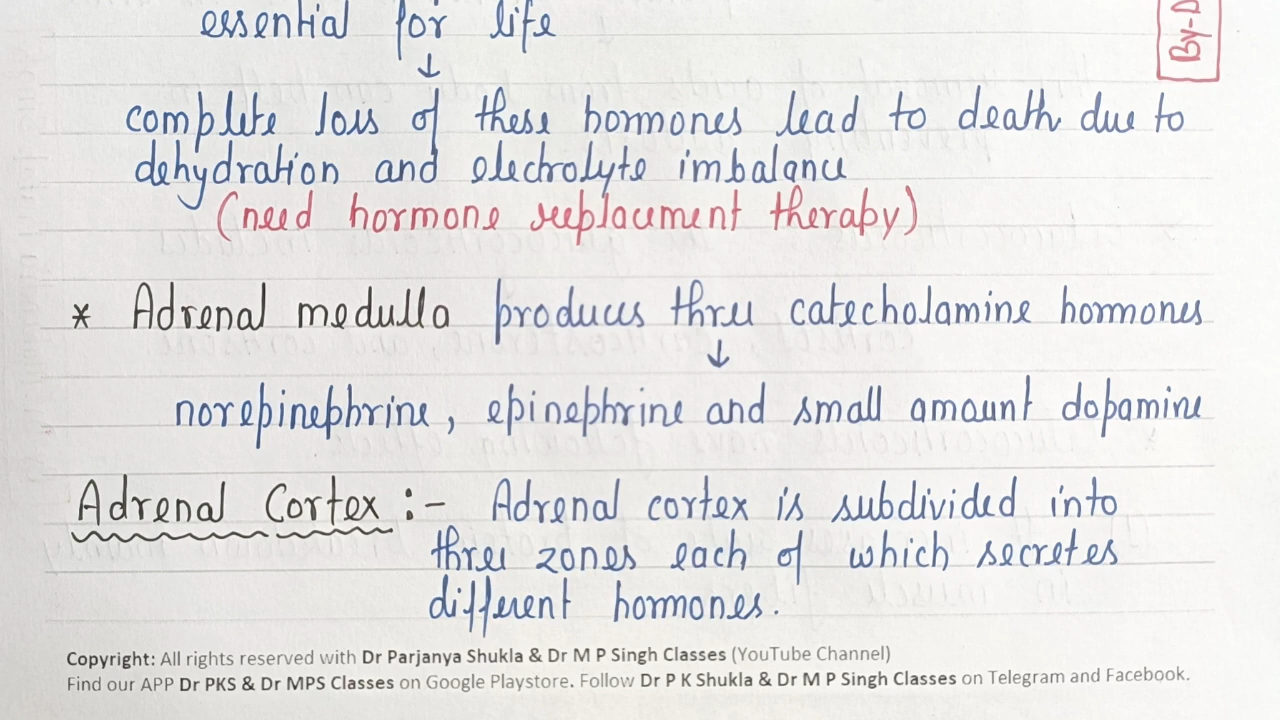 essential for life
By-D
↓
complete loss of these hormones lead to death due to
dehydration and electrolyte imbalance
(need hormone replacement therapy)
* Adrenal medulla produces three catecholamine hormones
↓
norepinephrine, epinephrine and small amount dopamine
Adrenal Cortex :- Adrenal cortex is subdivided into
three zones each of which secretes
different hormones.
Copyright: All rights reserved with Dr Parjanya Shukla & Dr M P Singh Classes (YouTube Channel)
Find our APP Dr PKS & Dr MPS Classes on Google Playstore. Follow Dr P K Shukla & Dr M P Singh Classes on Telegram and Facebook.